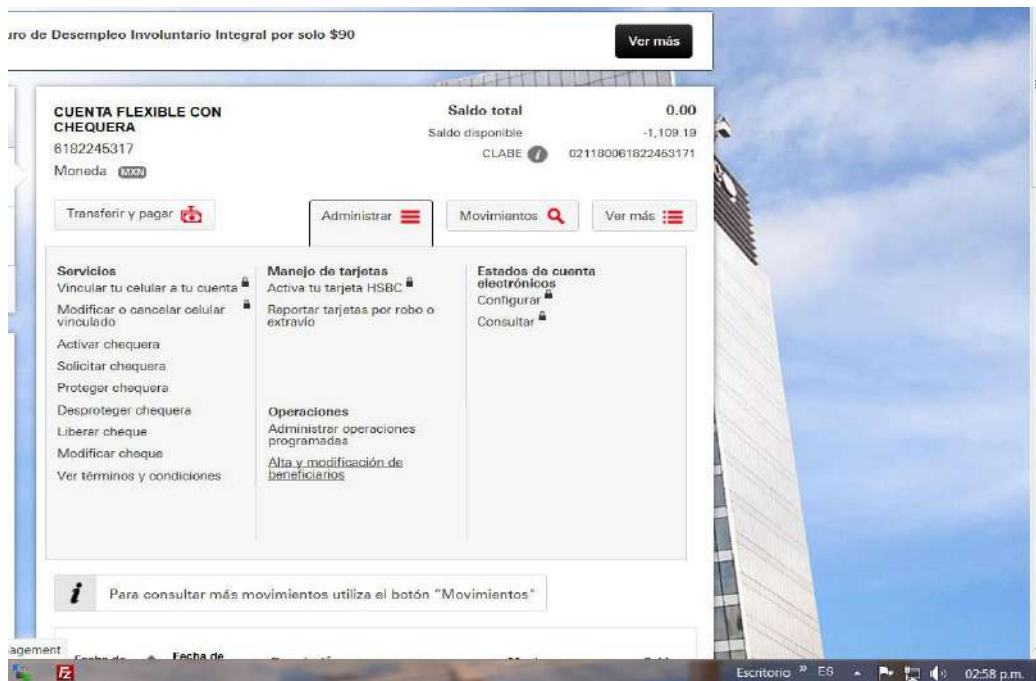 uro de Desempleo Involuntario Integral por solo $90
Ver más
CUENTA FLEXIBLE CON
CHEQUERA
6182245317
Moneda MXN
Saldo total 0.00
Saldo disponible -1,109.19
CLABE i 021180061822453171
Transferir y pagar
Administrar
Movimientos
Ver más
Servicios
Vincular tu celular a tu cuenta
Modificar o cancelar celular
vinculado
Activar chequera
Solicitar chequera
Proteger chequera
Desproteger chequera
Liberar cheque
Modificar cheque
Ver términos y condiciones
Manejo de tarjetas
Activa tu tarjeta HSBC
Reportar tarjetas por robo o
extravío
Operaciones
Administrar operaciones
programadas
Alta y modificación de
beneficiarios
Estados de cuenta
electrónicos
Configurar
Consultar
i Para consultar más movimientos utiliza el botón "Movimientos"
agement
Fecha de
Escritorio » ES 02:58 p.m.